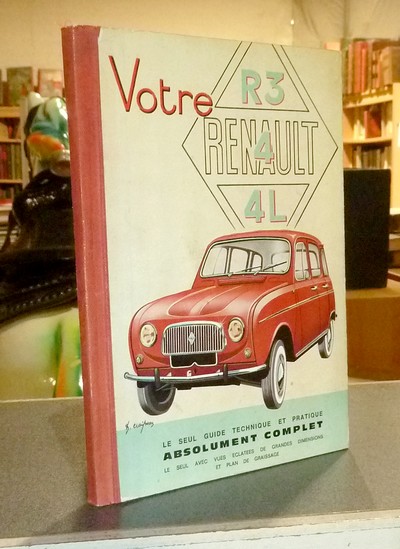 Votre
R3
RENAULT
4
4L
LE SEUL GUIDE TECHNIQUE ET PRATIQUE
ABSOLUMENT COMPLET
LE SEUL AVEC VUES ECLATEES DE GRANDES DIMENSIONS
ET PLAN DE GRAISSAGE